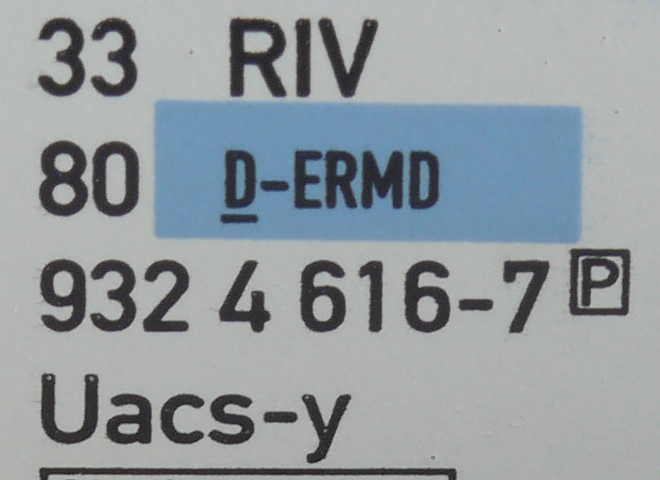 33 RIV
80 D-ERMD
932 4 616-7 P
Uacs-y